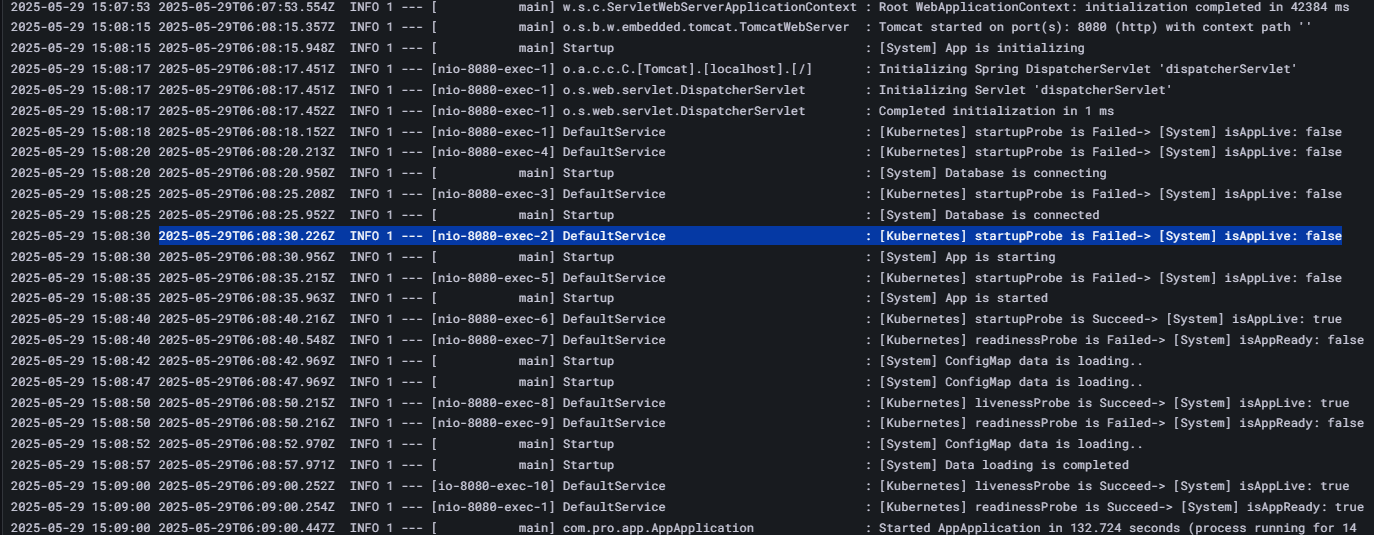 2025-05-29 15:07:53 2025-05-29T06:07:53.554Z  INFO 1 --- [           main] w.s.c.ServletWebServerApplicationContext : Root WebApplicationContext: initialization completed in 42384 ms
2025-05-29 15:08:15 2025-05-29T06:08:15.357Z  INFO 1 --- [           main] o.s.b.w.embedded.tomcat.TomcatWebServer  : Tomcat started on port(s): 8080 (http) with context path ''
2025-05-29 15:08:15 2025-05-29T06:08:15.948Z  INFO 1 --- [           main] Startup                                  : [System] App is initializing
2025-05-29 15:08:17 2025-05-29T06:08:17.451Z  INFO 1 --- [nio-8080-exec-1] o.a.c.c.C.[Tomcat].[localhost].[/]       : Initializing Spring DispatcherServlet 'dispatcherServlet'
2025-05-29 15:08:17 2025-05-29T06:08:17.451Z  INFO 1 --- [nio-8080-exec-1] o.s.web.servlet.DispatcherServlet        : Initializing Servlet 'dispatcherServlet'
2025-05-29 15:08:17 2025-05-29T06:08:17.452Z  INFO 1 --- [nio-8080-exec-1] o.s.web.servlet.DispatcherServlet        : Completed initialization in 1 ms
2025-05-29 15:08:18 2025-05-29T06:08:18.152Z  INFO 1 --- [nio-8080-exec-1] DefaultService                           : [Kubernetes] startupProbe is Failed-> [System] isAppLive: false
2025-05-29 15:08:20 2025-05-29T06:08:20.213Z  INFO 1 --- [nio-8080-exec-4] DefaultService                           : [Kubernetes] startupProbe is Failed-> [System] isAppLive: false
2025-05-29 15:08:20 2025-05-29T06:08:20.950Z  INFO 1 --- [           main] Startup                                  : [System] Database is connecting
2025-05-29 15:08:25 2025-05-29T06:08:25.208Z  INFO 1 --- [nio-8080-exec-3] DefaultService                           : [Kubernetes] startupProbe is Failed-> [System] isAppLive: false
2025-05-29 15:08:25 2025-05-29T06:08:25.952Z  INFO 1 --- [           main] Startup                                  : [System] Database is connected
2025-05-29 15:08:30 2025-05-29T06:08:30.226Z  INFO 1 --- [nio-8080-exec-2] DefaultService                           : [Kubernetes] startupProbe is Failed-> [System] isAppLive: false
2025-05-29 15:08:30 2025-05-29T06:08:30.956Z  INFO 1 --- [           main] Startup                                  : [System] App is starting
2025-05-29 15:08:35 2025-05-29T06:08:35.215Z  INFO 1 --- [nio-8080-exec-5] DefaultService                           : [Kubernetes] startupProbe is Failed-> [System] isAppLive: false
2025-05-29 15:08:35 2025-05-29T06:08:35.963Z  INFO 1 --- [           main] Startup                                  : [System] App is started
2025-05-29 15:08:40 2025-05-29T06:08:40.216Z  INFO 1 --- [nio-8080-exec-6] DefaultService                           : [Kubernetes] startupProbe is Succeed-> [System] isAppLive: true
2025-05-29 15:08:40 2025-05-29T06:08:40.548Z  INFO 1 --- [nio-8080-exec-7] DefaultService                           : [Kubernetes] readinessProbe is Failed-> [System] isAppReady: false
2025-05-29 15:08:42 2025-05-29T06:08:42.969Z  INFO 1 --- [           main] Startup                                  : [System] ConfigMap data is loading..
2025-05-29 15:08:47 2025-05-29T06:08:47.969Z  INFO 1 --- [           main] Startup                                  : [System] ConfigMap data is loading..
2025-05-29 15:08:50 2025-05-29T06:08:50.215Z  INFO 1 --- [nio-8080-exec-8] DefaultService                           : [Kubernetes] livenessProbe is Succeed-> [System] isAppLive: true
2025-05-29 15:08:50 2025-05-29T06:08:50.216Z  INFO 1 --- [nio-8080-exec-9] DefaultService                           : [Kubernetes] readinessProbe is Failed-> [System] isAppReady: false
2025-05-29 15:08:52 2025-05-29T06:08:52.970Z  INFO 1 --- [           main] Startup                                  : [System] ConfigMap data is loading..
2025-05-29 15:08:57 2025-05-29T06:08:57.971Z  INFO 1 --- [           main] Startup                                  : [System] Data loading is completed
2025-05-29 15:09:00 2025-05-29T06:09:00.252Z  INFO 1 --- [io-8080-exec-10] DefaultService                           : [Kubernetes] livenessProbe is Succeed-> [System] isAppLive: true
2025-05-29 15:09:00 2025-05-29T06:09:00.254Z  INFO 1 --- [nio-8080-exec-1] DefaultService                           : [Kubernetes] readinessProbe is Succeed-> [System] isAppReady: true
2025-05-29 15:09:00 2025-05-29T06:09:00.447Z  INFO 1 --- [           main] com.pro.app.AppApplication               : Started AppApplication in 132.724 seconds (process running for 14